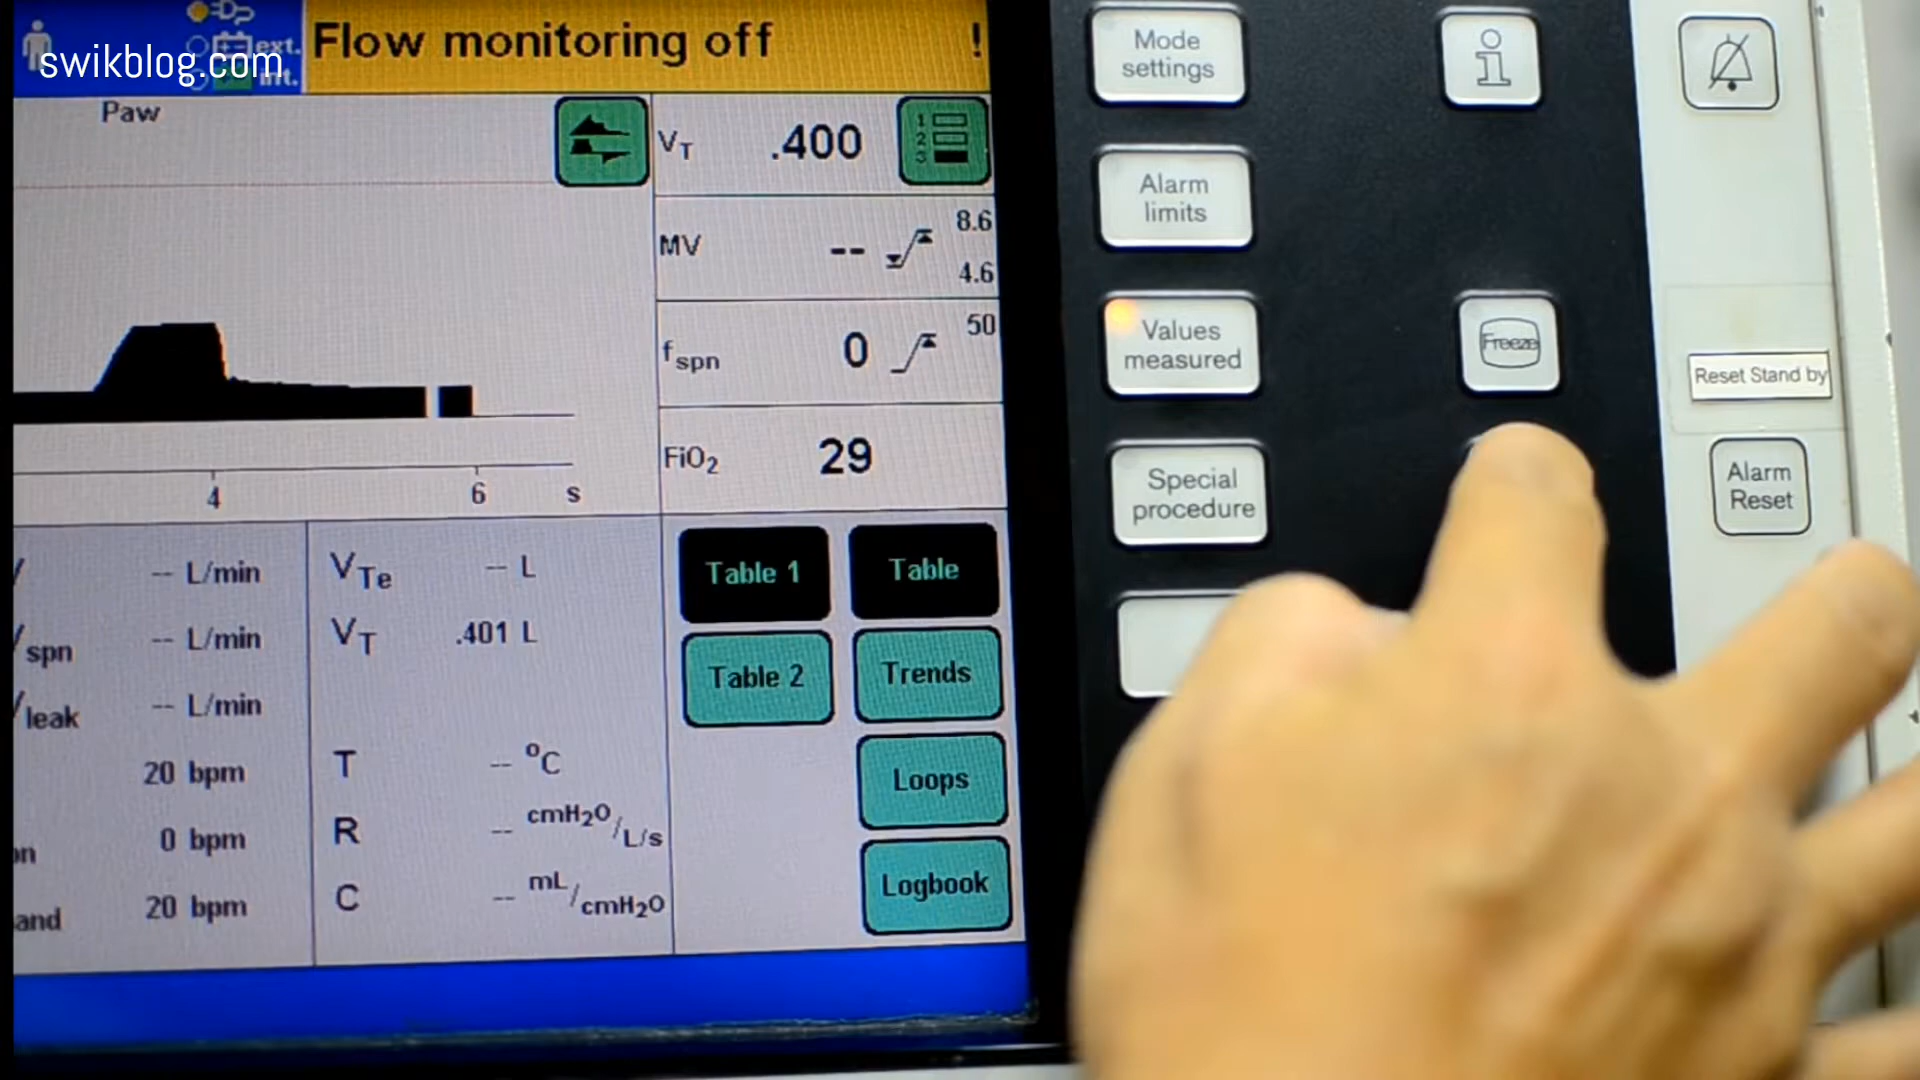 swikblog.com
ext.
int.
Flow monitoring off !
Paw
4 6 s
VT .400
1
2
3
MV -- 8.6
4.6
fspn 0 50
FiO2 29
-- L/min
spn -- L/min
leak -- L/min
20 bpm
0 bpm
and 20 bpm
VTe -- L
VT .401 L
T -- °C
R -- cmH2O/L/s
C -- mL/cmH2O
Table 1
Table
Table 2
Trends
Loops
Logbook
Mode
settings
Alarm
limits
Values
measured
Special
procedure
i
Freeze
Reset Stand by
Alarm
Reset